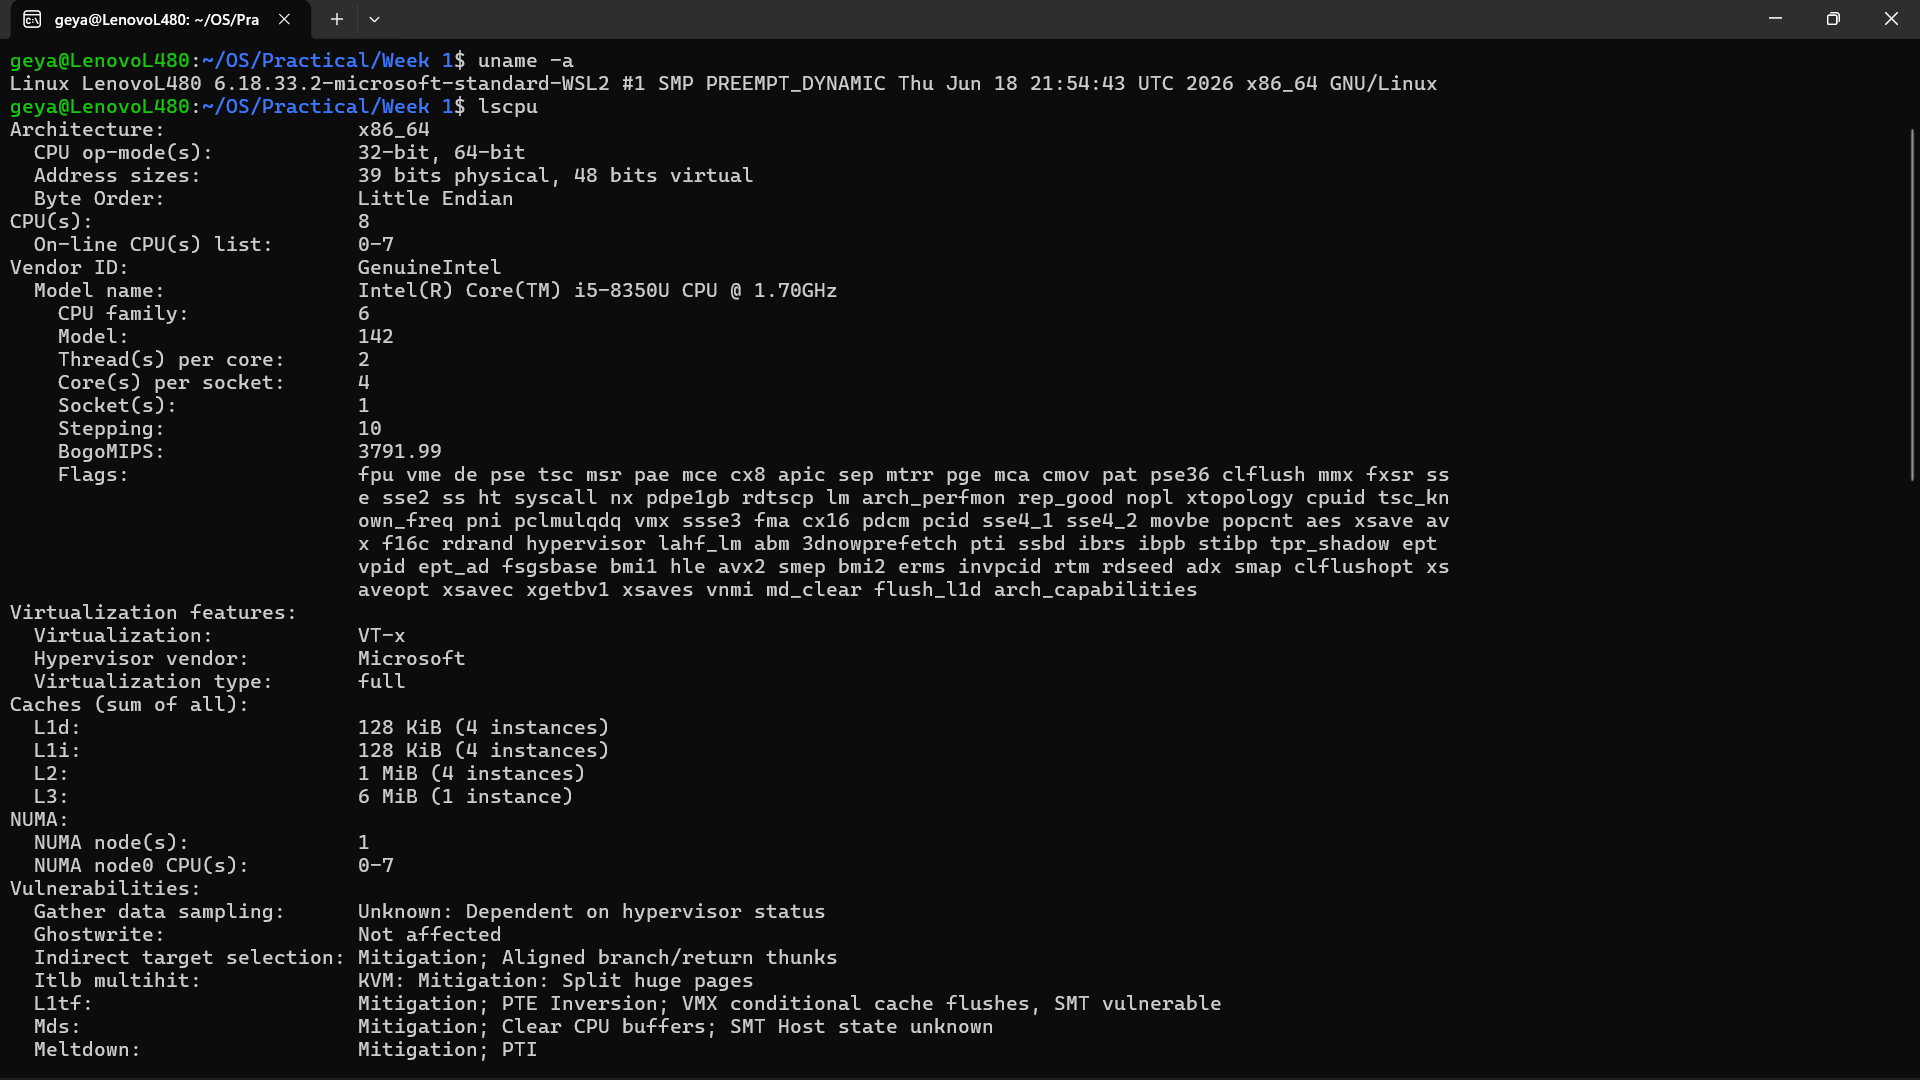 geya@LenovoL480: ~/OS/Pra
geya@LenovoL480:~/OS/Practical/Week 1$ uname -a
Linux LenovoL480 6.18.33.2-microsoft-standard-WSL2 #1 SMP PREEMPT_DYNAMIC Thu Jun 18 21:54:43 UTC 2026 x86_64 GNU/Linux
geya@LenovoL480:~/OS/Practical/Week 1$ lscpu
Architecture: x86_64
CPU op-mode(s): 32-bit, 64-bit
Address sizes: 39 bits physical, 48 bits virtual
Byte Order: Little Endian
CPU(s): 8
On-line CPU(s) list: 0-7
Vendor ID: GenuineIntel
Model name: Intel(R) Core(TM) i5-8350U CPU @ 1.70GHz
CPU family: 6
Model: 142
Thread(s) per core: 2
Core(s) per socket: 4
Socket(s): 1
Stepping: 10
BogoMIPS: 3791.99
Flags: fpu vme de pse tsc msr pae mce cx8 apic sep mtrr pge mca cmov pat pse36 clflush mmx fxsr ss
e sse2 ss ht syscall nx pdpe1gb rdtscp lm arch_perfmon rep_good nopl xtopology cpuid tsc_kn
own_freq pni pclmulqdq vmx ssse3 fma cx16 pdcm pcid sse4_1 sse4_2 movbe popcnt aes xsave av
x f16c rdrand hypervisor lahf_lm abm 3dnowprefetch pti ssbd ibrs ibpb stibp tpr_shadow ept
vpid ept_ad fsgsbase bmi1 hle avx2 smep bmi2 erms invpcid rtm rdseed adx smap clflushopt xs
aveopt xsavec xgetbv1 xsaves vnmi md_clear flush_l1d arch_capabilities
Virtualization features:
Virtualization: VT-x
Hypervisor vendor: Microsoft
Virtualization type: full
Caches (sum of all):
L1d: 128 KiB (4 instances)
L1i: 128 KiB (4 instances)
L2: 1 MiB (4 instances)
L3: 6 MiB (1 instance)
NUMA:
NUMA node(s): 1
NUMA node0 CPU(s): 0-7
Vulnerabilities:
Gather data sampling: Unknown: Dependent on hypervisor status
Ghostwrite: Not affected
Indirect target selection: Mitigation; Aligned branch/return thunks
Itlb multihit: KVM: Mitigation: Split huge pages
L1tf: Mitigation; PTE Inversion; VMX conditional cache flushes, SMT vulnerable
Mds: Mitigation; Clear CPU buffers; SMT Host state unknown
Meltdown: Mitigation; PTI